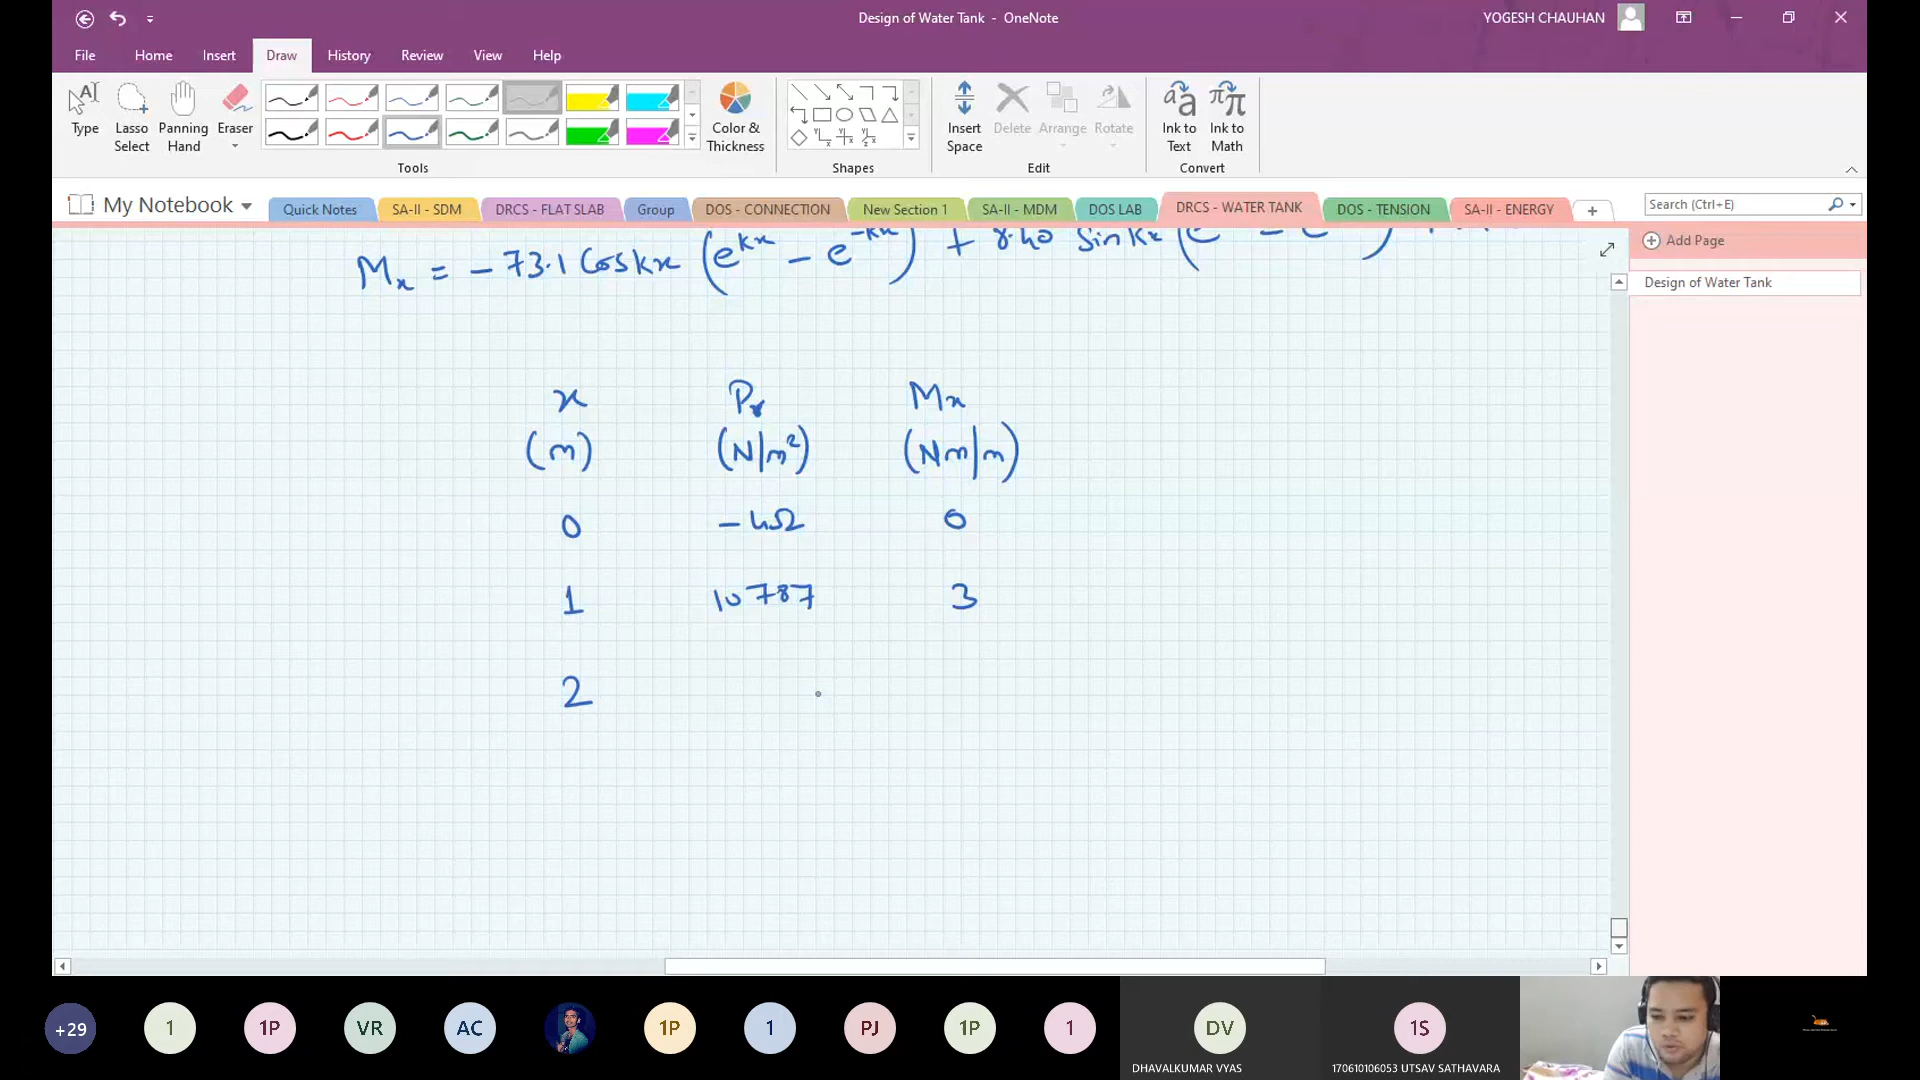 Design of Water Tank - OneNote
YOGESH CHAUHAN
File Home Insert Draw History Review View Help
Type
Lasso Select
Panning Hand
Eraser
Color & Thickness
Insert Space
Delete
Arrange
Rotate
Ink to Text
Ink to Math
Tools
Shapes
Edit
Convert
My Notebook
Quick Notes SA-II - SDM DRCS - FLAT SLAB Group DOS - CONNECTION New Section 1 SA-II - MDM DOS LAB DRCS - WATER TANK DOS - TENSION SA-II - ENERGY
Search (Ctrl+E)
Add Page
Design of Water Tank
Mx = - 73.1 Coskx (e^kx - e^-kx) + 8.40 sinkx
x Pr Mx
(m) (N/m²) (Nm/m)
0 0
1 10787 3
2
+29 1 1P VR AC 1P 1 PJ 1P 1 DV 1S
DHAVALKUMAR VYAS
170610106053 UTSAV SATHAVARA